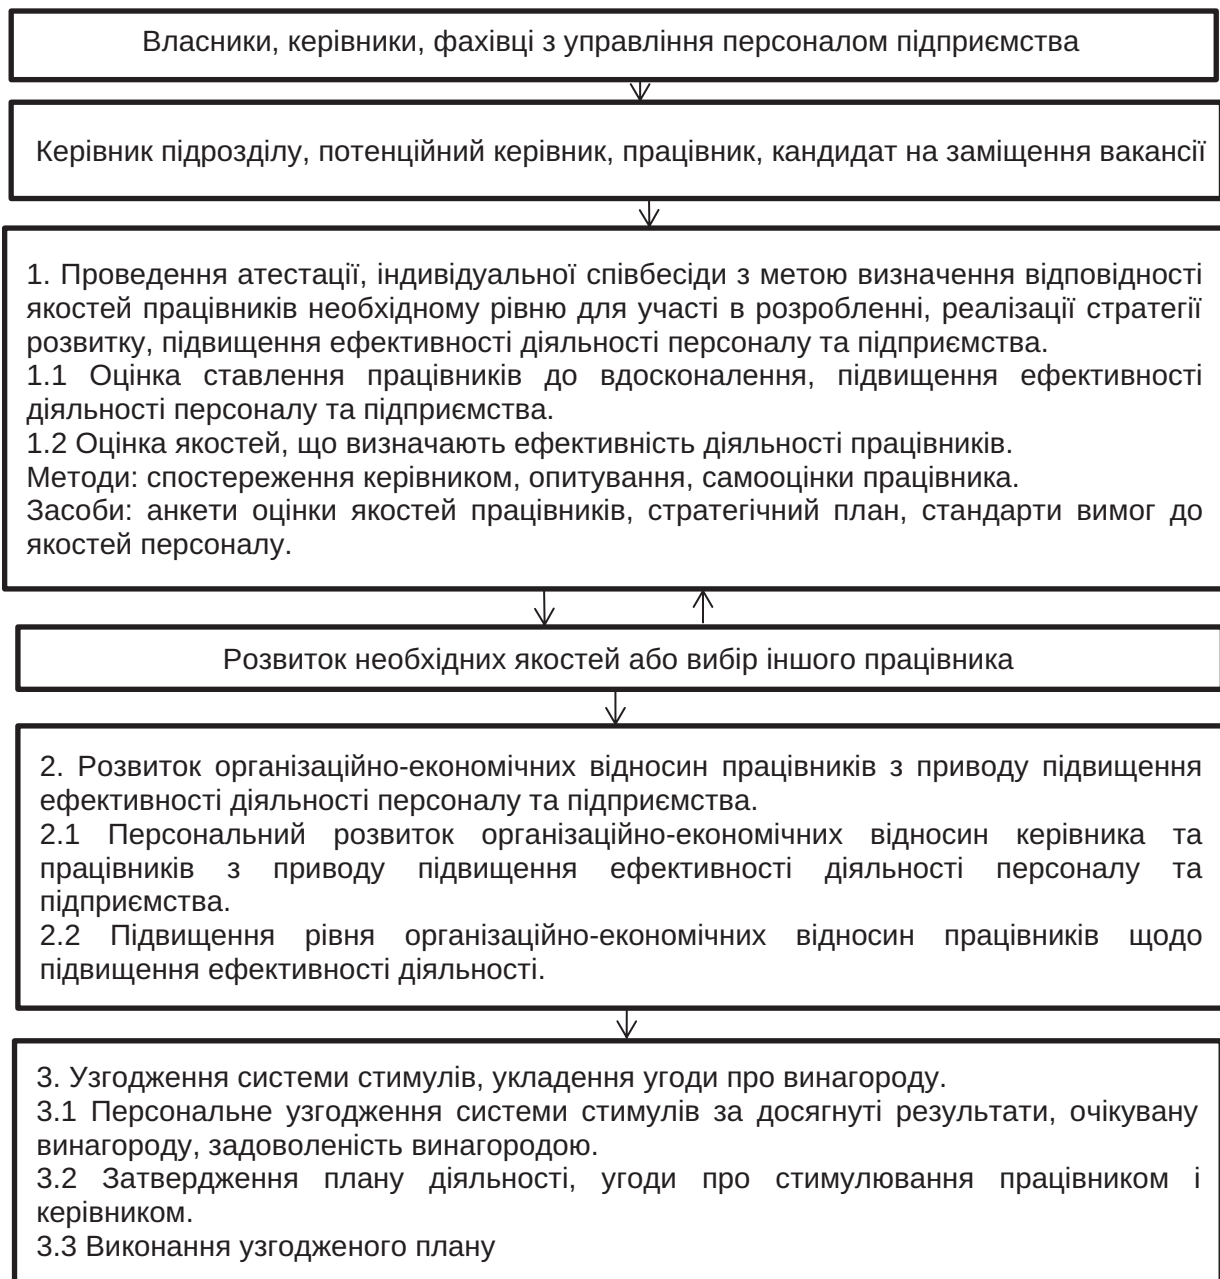 Власники, керівники, фахівці з управління персоналом підприємства
Керівник підрозділу, потенційний керівник, працівник, кандидат на заміщення вакансії
1. Проведення атестації, індивідуальної співбесіди з метою визначення відповідності
якостей працівників необхідному рівню для участі в розробленні, реалізації стратегії
розвитку, підвищення ефективності діяльності персоналу та підприємства.
1.1 Оцінка ставлення працівників до вдосконалення, підвищення ефективності
діяльності персоналу та підприємства.
1.2 Оцінка якостей, що визначають ефективність діяльності працівників.
Методи: спостереження керівником, опитування, самооцінки працівника.
Засоби: анкети оцінки якостей працівників, стратегічний план, стандарти вимог до
якостей персоналу.
Розвиток необхідних якостей або вибір іншого працівника
2. Розвиток організаційно-економічних відносин працівників з приводу підвищення
ефективності діяльності персоналу та підприємства.
2.1 Персональний розвиток організаційно-економічних відносин керівника та
працівників з приводу підвищення ефективності діяльності персоналу та
підприємства.
2.2 Підвищення рівня організаційно-економічних відносин працівників щодо
підвищення ефективності діяльності.
3. Узгодження системи стимулів, укладення угоди про винагороду.
3.1 Персональне узгодження системи стимулів за досягнуті результати, очікувану
винагороду, задоволеність винагородою.
3.2 Затвердження плану діяльності, угоди про стимулювання працівником і
керівником.
3.3 Виконання узгодженого плану